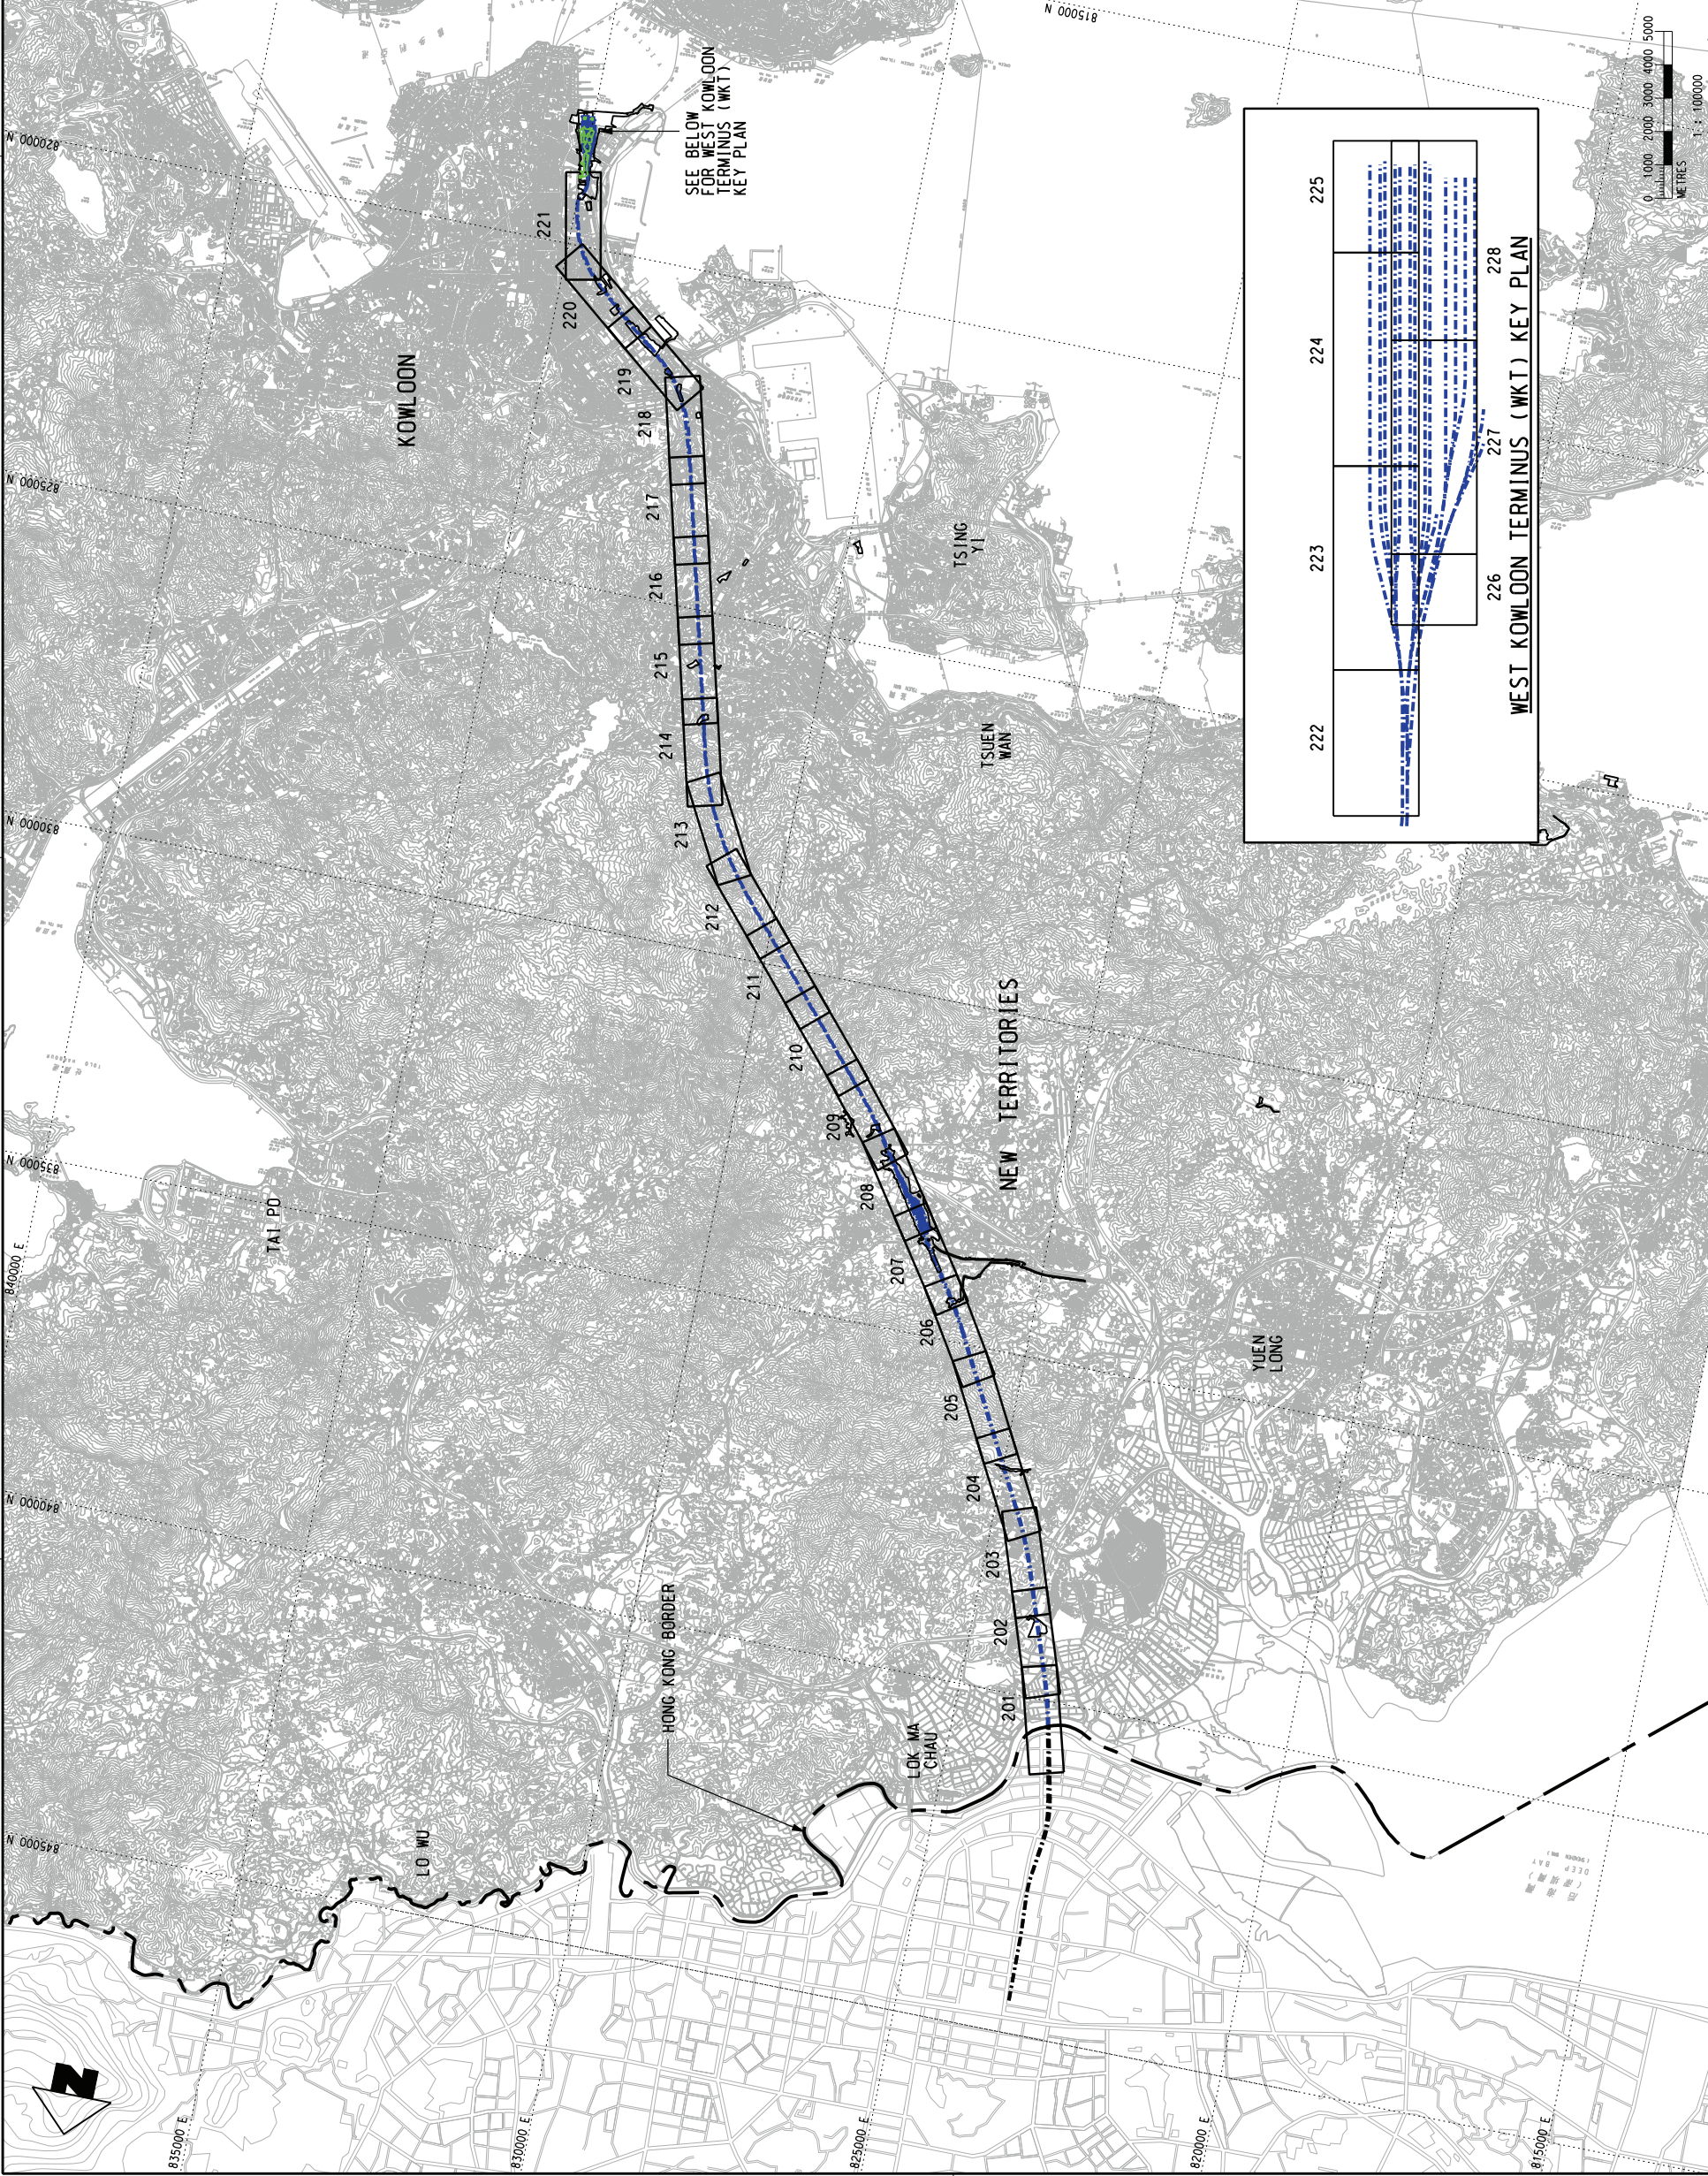 N
LO WU
HONG KONG BORDER
LOK MA
CHAU
TAI PO
YUEN
LONG
NEW TERRITORIES
TSUEN
WAN
TSING
YI
KOWLOON
201
202
203
204
205
206
207
208
209
210
211
212
213
214
215
216
217
218
219
220
221
SEE BELOW
FOR WEST KOWLOON
TERMINUS (WKT)
KEY PLAN
222
223
224
225
226
227
228
WEST KOWLOON TERMINUS (WKT) KEY PLAN
845000 N
840000 N
835000 N
830000 N
825000 N
820000 N
815000 N
840000 E
835000 E
830000 E
825000 E
820000 E
815000 E
0 1000 2000 3000 4000 5000
METRES
1 : 100000
DEEP BAY